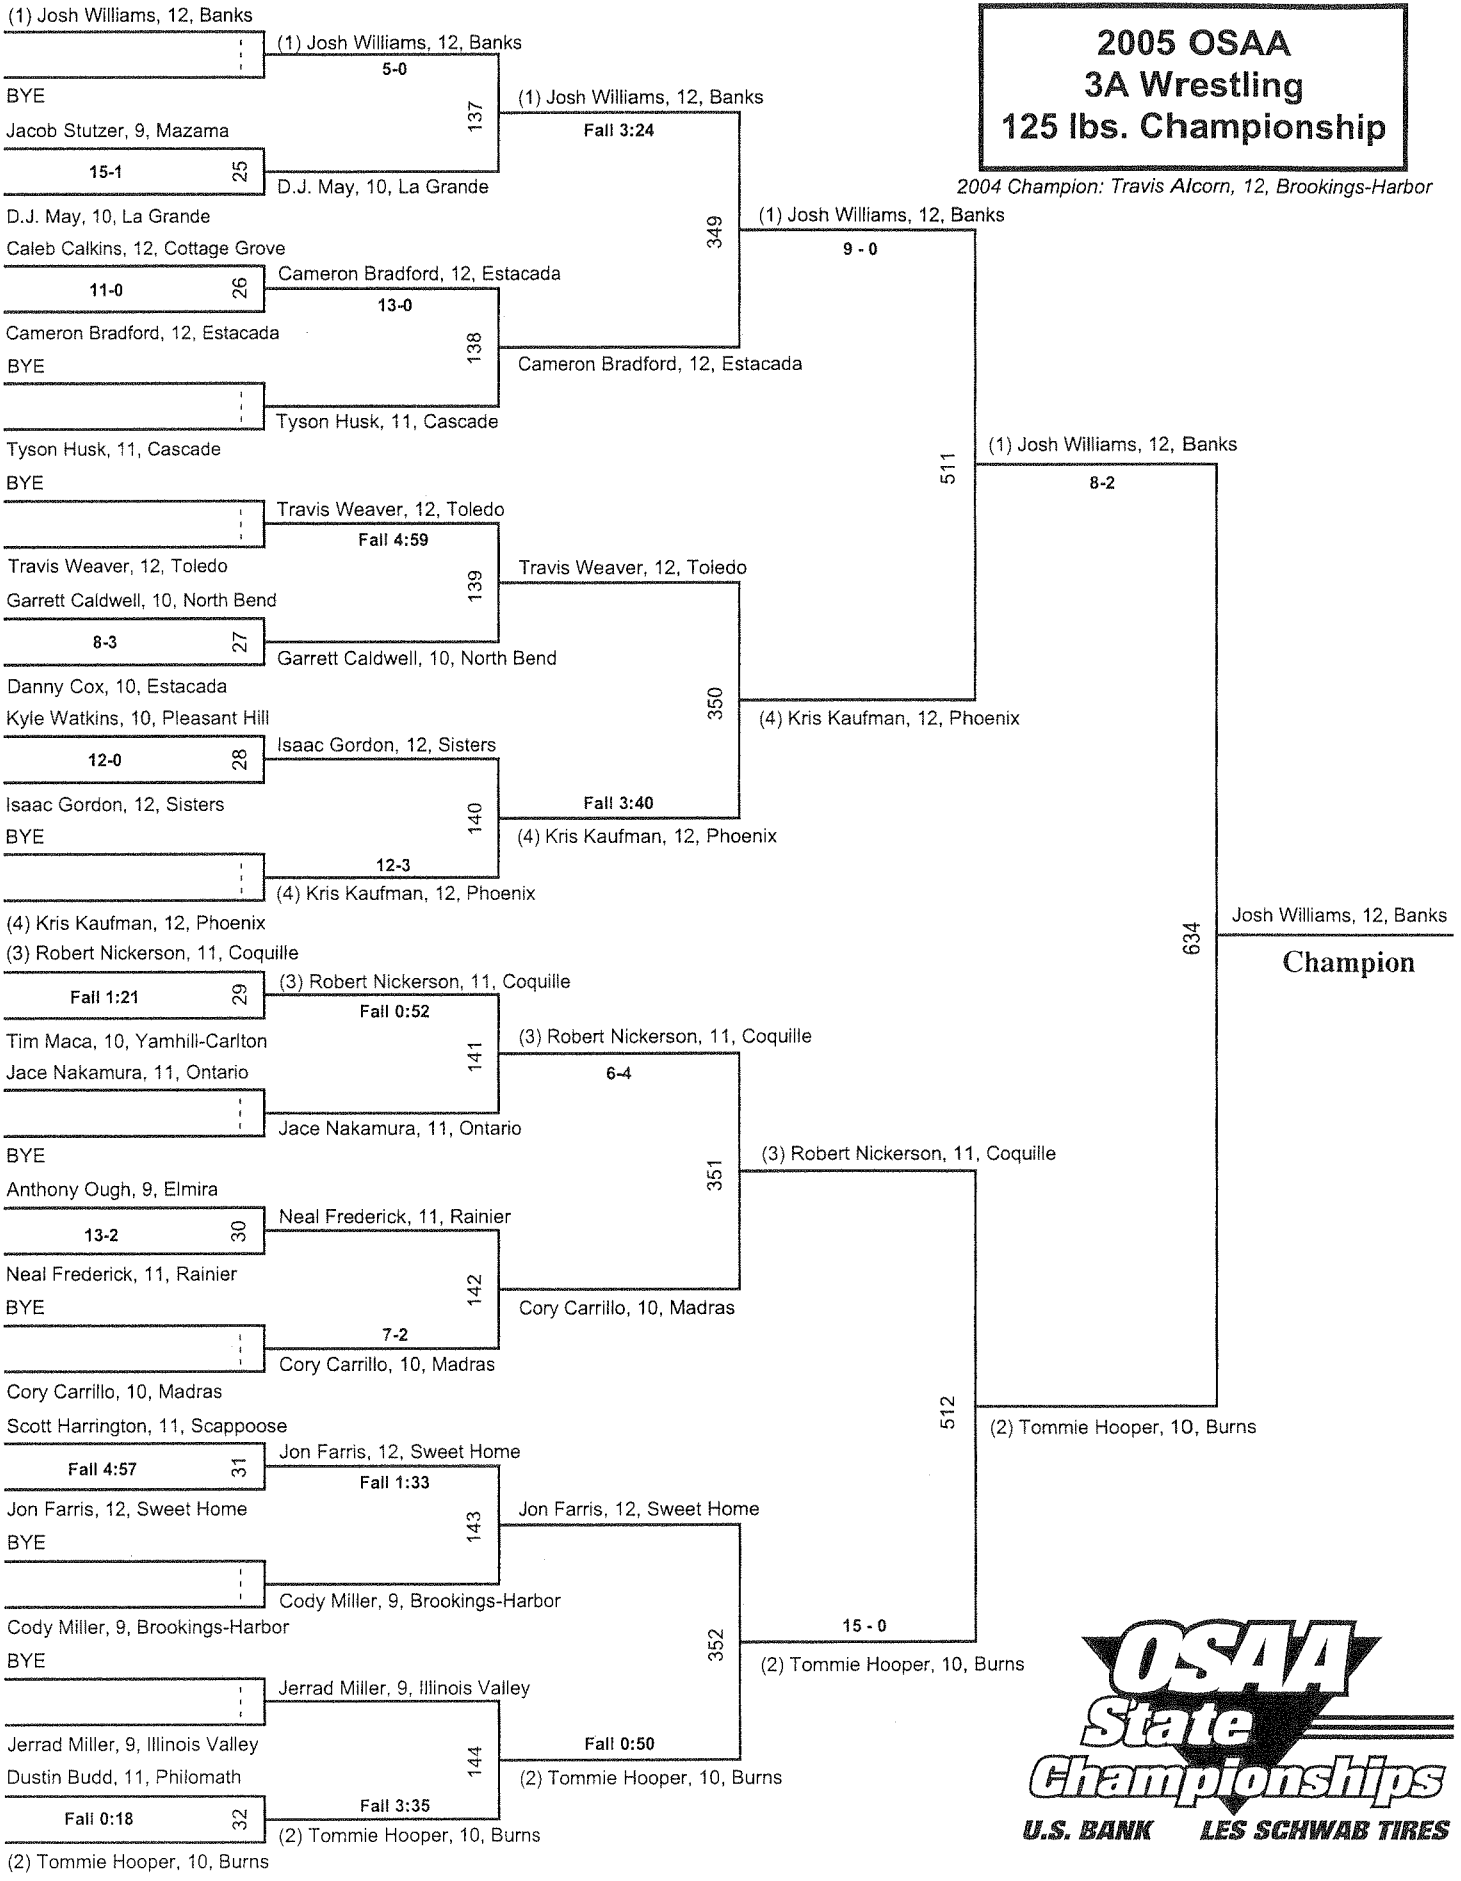 (1) Josh Williams, 12, Banks
BYE
Jacob Stutzer, 9, Mazama
15-1
25
D.J. May, 10, La Grande
Caleb Calkins, 12, Cottage Grove
11-0
26
Cameron Bradford, 12, Estacada
BYE
Tyson Husk, 11, Cascade
BYE
Travis Weaver, 12, Toledo
Garrett Caldwell, 10, North Bend
8-3
27
Danny Cox, 10, Estacada
Kyle Watkins, 10, Pleasant Hill
12-0
28
Isaac Gordon, 12, Sisters
BYE
(4) Kris Kaufman, 12, Phoenix
(3) Robert Nickerson, 11, Coquille
Fall 1:21
29
Tim Maca, 10, Yamhill-Carlton
Jace Nakamura, 11, Ontario
BYE
Anthony Ough, 9, Elmira
13-2
30
Neal Frederick, 11, Rainier
BYE
Cory Carrillo, 10, Madras
Scott Harrington, 11, Scappoose
Fall 4:57
31
Jon Farris, 12, Sweet Home
BYE
Cody Miller, 9, Brookings-Harbor
BYE
Jerrad Miller, 9, Illinois Valley
Dustin Budd, 11, Philomath
Fall 0:18
32
(2) Tommie Hooper, 10, Burns
(1) Josh Williams, 12, Banks
5-0
137
D.J. May, 10, La Grande
Cameron Bradford, 12, Estacada
13-0
138
Tyson Husk, 11, Cascade
Travis Weaver, 12, Toledo
Fall 4:59
139
Garrett Caldwell, 10, North Bend
Isaac Gordon, 12, Sisters
140
12-3
(4) Kris Kaufman, 12, Phoenix
(3) Robert Nickerson, 11, Coquille
Fall 0:52
141
Jace Nakamura, 11, Ontario
Neal Frederick, 11, Rainier
142
7-2
Cory Carrillo, 10, Madras
Jon Farris, 12, Sweet Home
Fall 1:33
143
Cody Miller, 9, Brookings-Harbor
Jerrad Miller, 9, Illinois Valley
144
Fall 3:35
(2) Tommie Hooper, 10, Burns
(1) Josh Williams, 12, Banks
Fall 3:24
349
Cameron Bradford, 12, Estacada
Travis Weaver, 12, Toledo
350
Fall 3:40
(4) Kris Kaufman, 12, Phoenix
(3) Robert Nickerson, 11, Coquille
6-4
351
Cory Carrillo, 10, Madras
Jon Farris, 12, Sweet Home
352
Fall 0:50
(2) Tommie Hooper, 10, Burns
(1) Josh Williams, 12, Banks
9 - 0
511
(4) Kris Kaufman, 12, Phoenix
(3) Robert Nickerson, 11, Coquille
512
15 - 0
(2) Tommie Hooper, 10, Burns
(1) Josh Williams, 12, Banks
8-2
634
(2) Tommie Hooper, 10, Burns
Josh Williams, 12, Banks
Champion
2005 OSAA
3A Wrestling
125 lbs. Championship
2004 Champion: Travis Alcorn, 12, Brookings-Harbor
OSAA
State
Championships
U.S. BANK LES SCHWAB TIRES